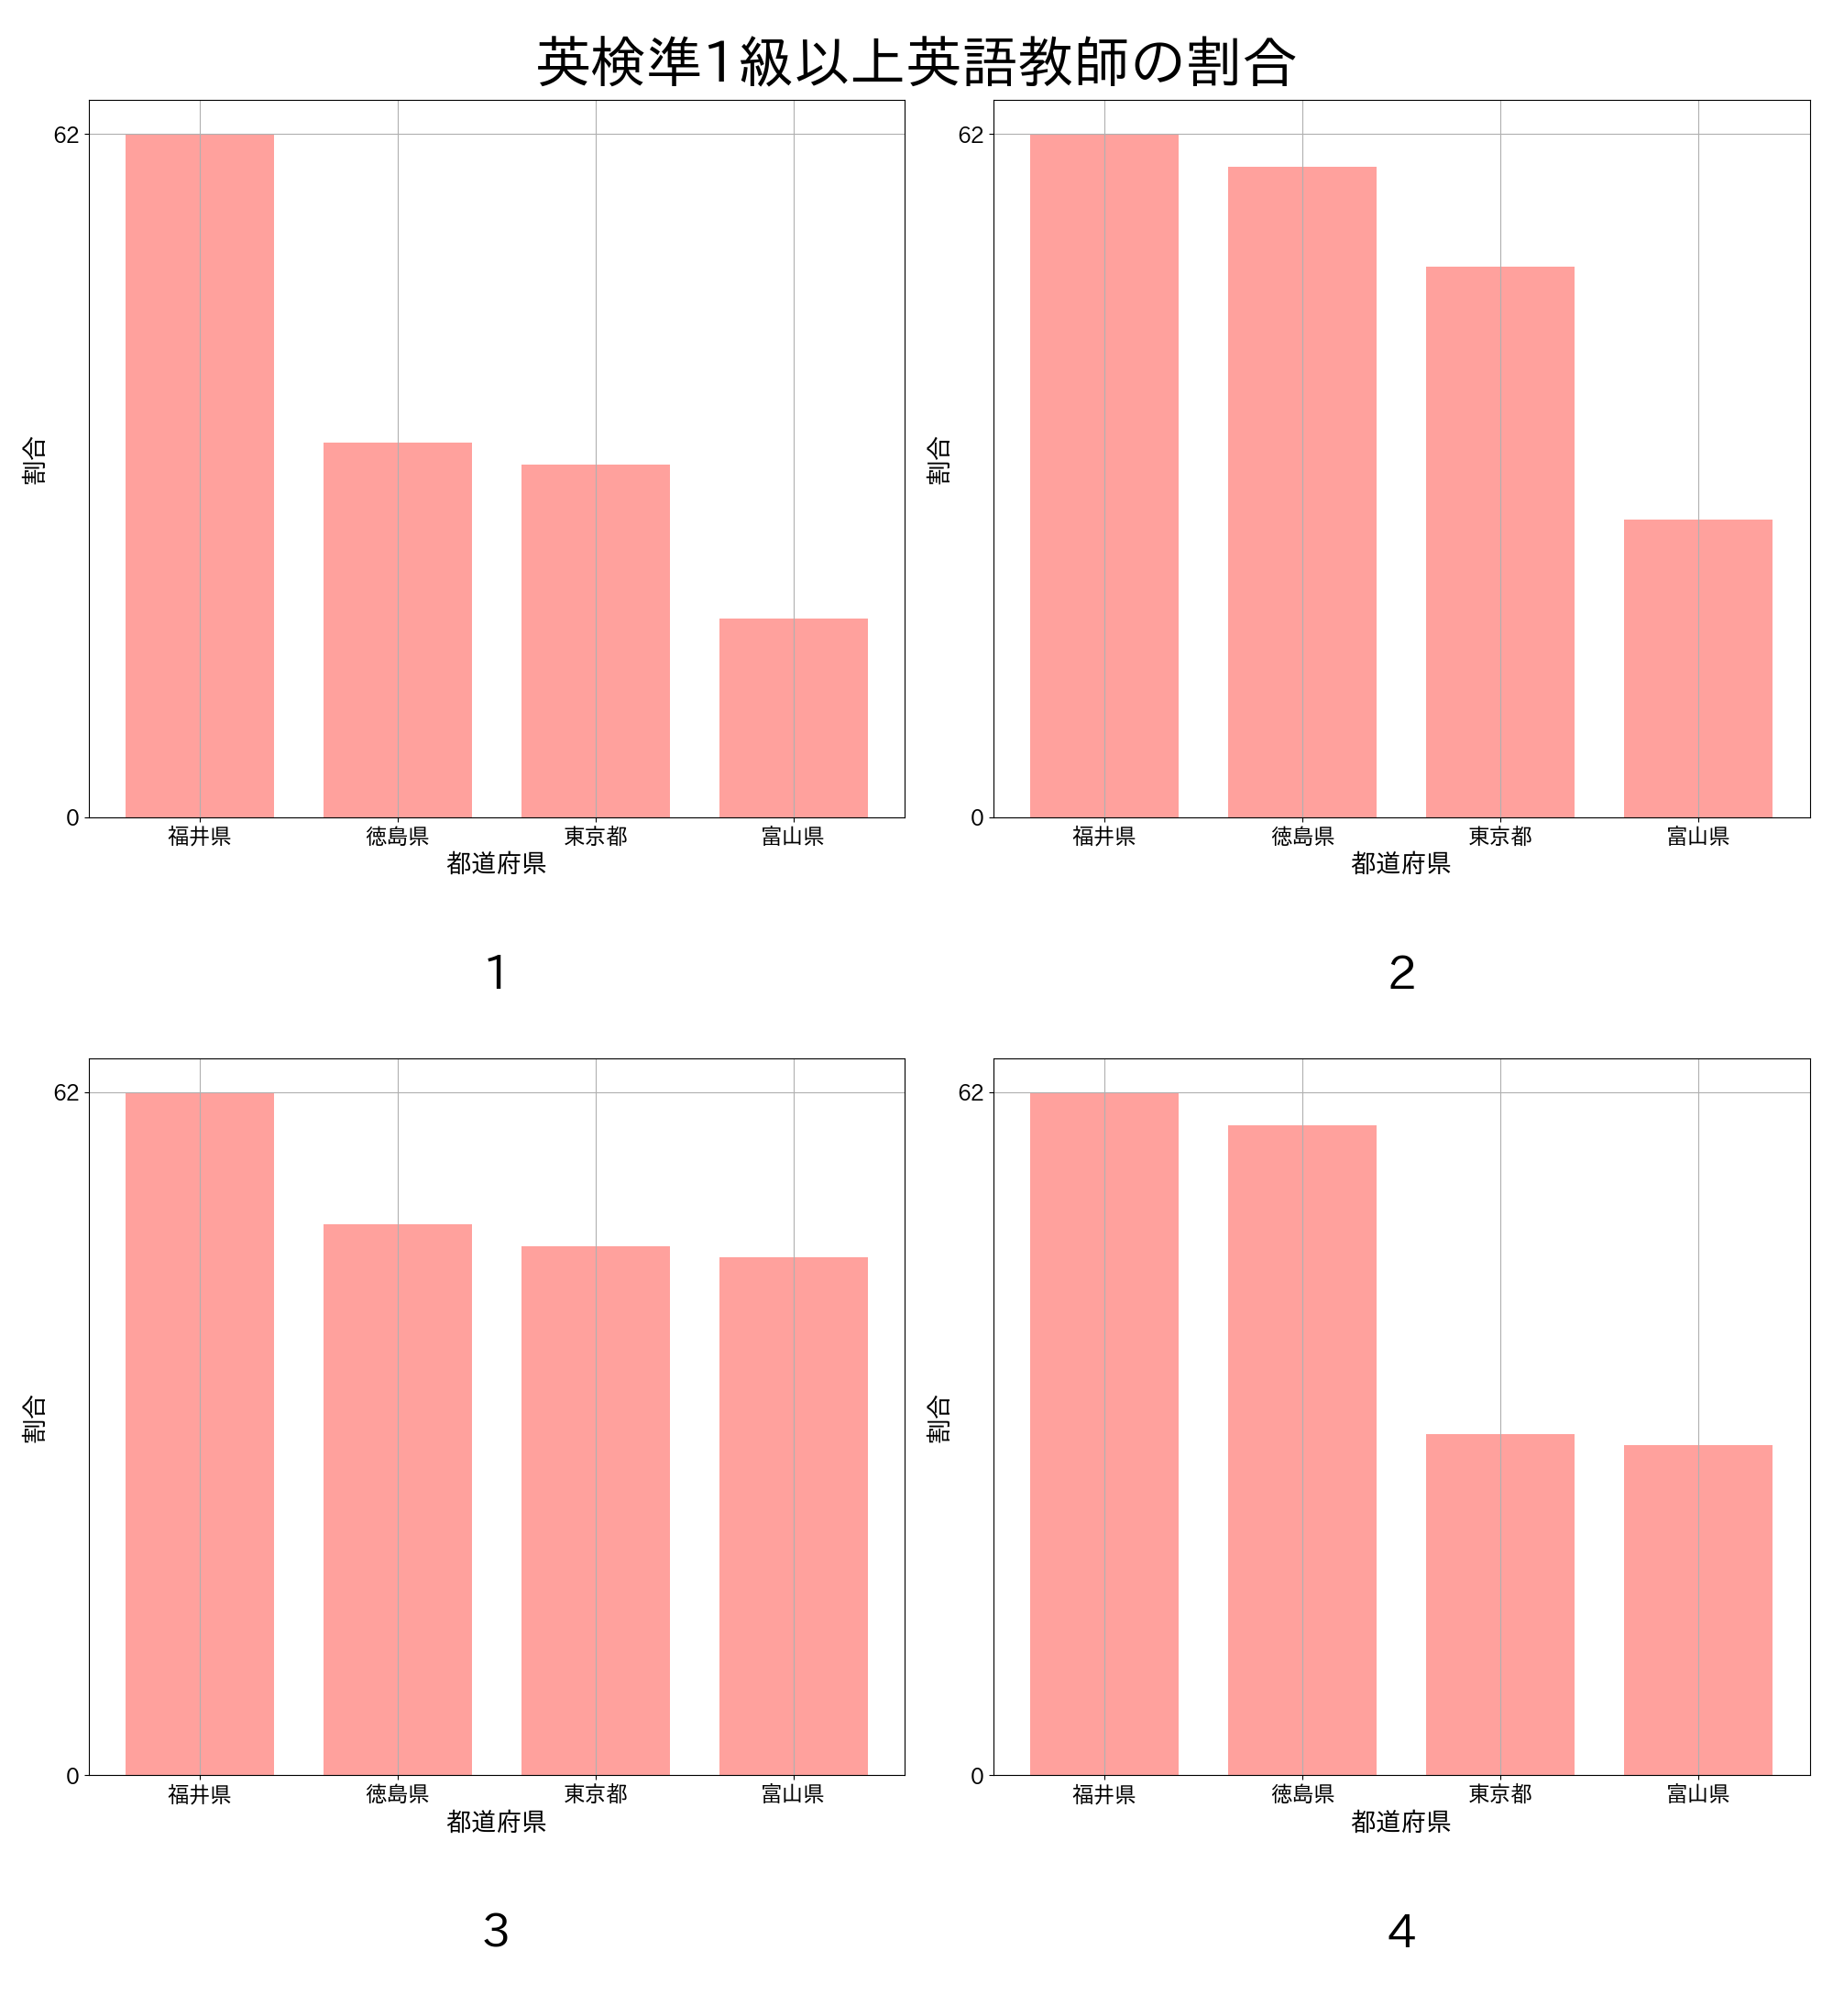 英検準1級以上英語教師の割合
62
0
割合
福井県 徳島県 東京都 富山県
都道府県
1
62
0
割合
福井県 徳島県 東京都 富山県
都道府県
2
62
0
割合
福井県 徳島県 東京都 富山県
都道府県
3
62
0
割合
福井県 徳島県 東京都 富山県
都道府県
4